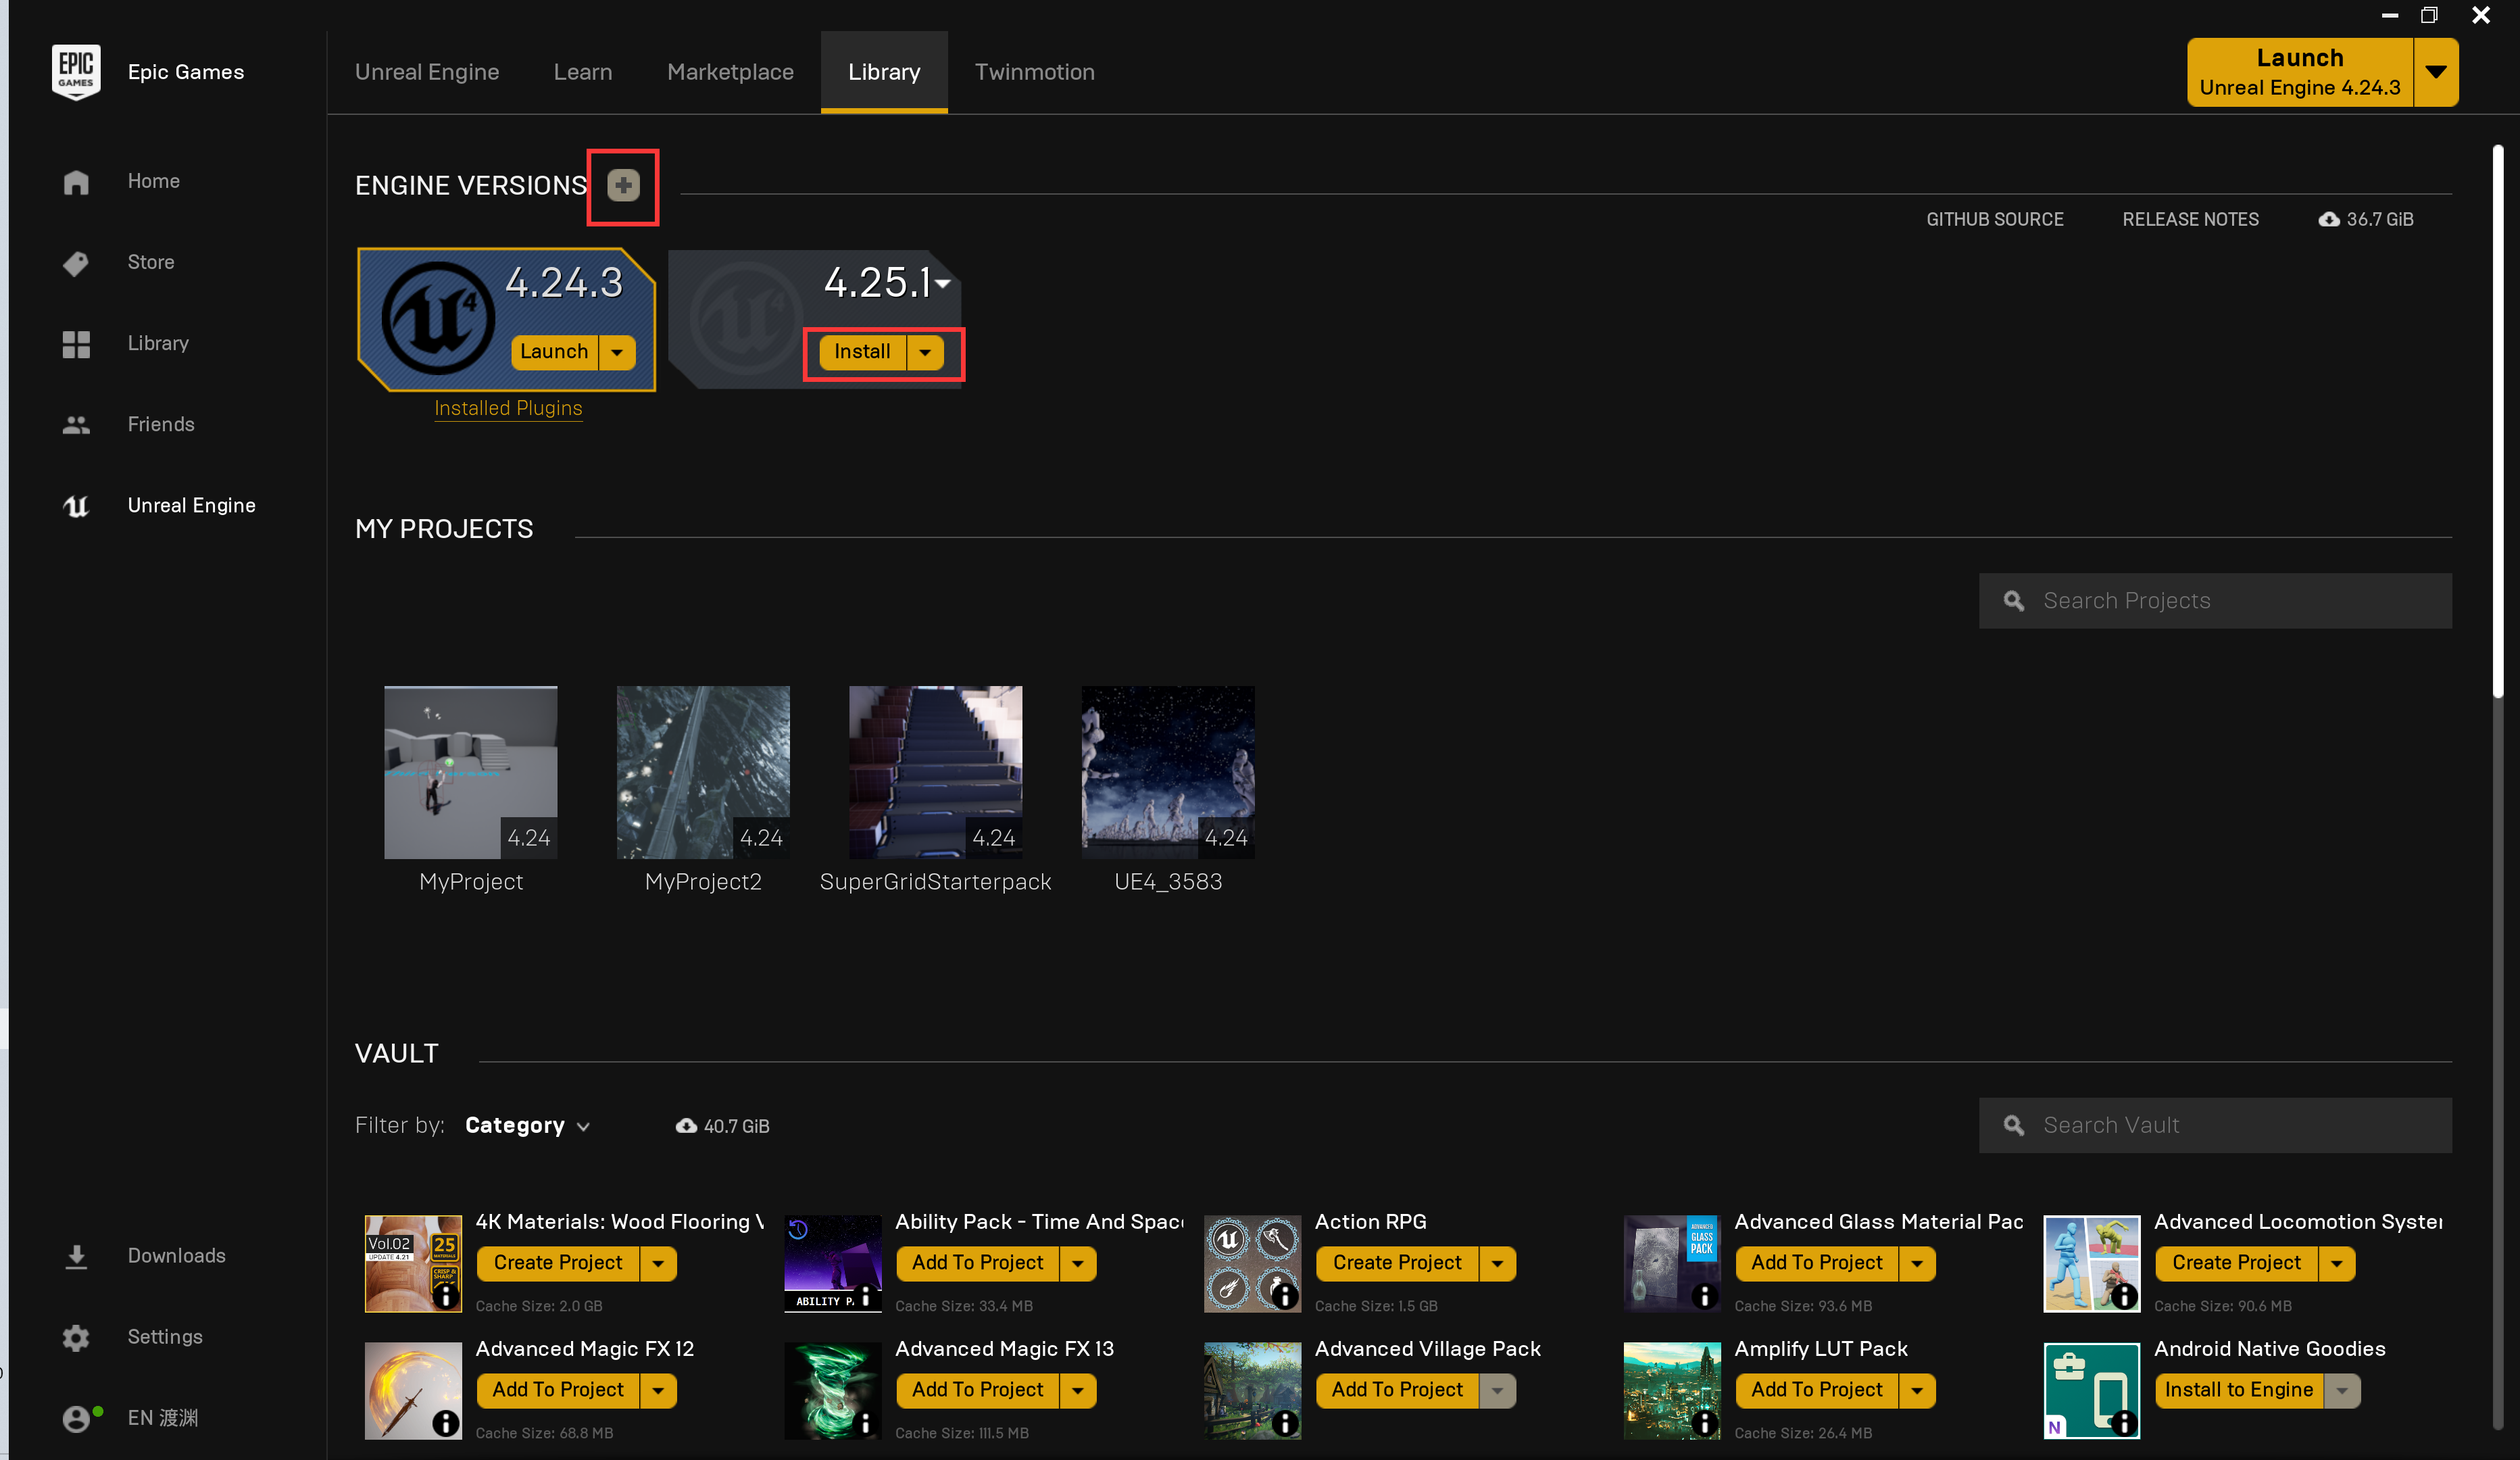 EPIC
GAMES
Epic Games
Unreal Engine
Learn
Marketplace
Library
Twinmotion
Launch
Unreal Engine 4.24.3
Home
Store
Library
Friends
Unreal Engine
ENGINE VERSIONS
GITHUB SOURCE
RELEASE NOTES
36.7 GiB
4.24.3
Launch
Installed Plugins
4.25.1
Install
MY PROJECTS
Search Projects
4.24
MyProject
4.24
MyProject2
4.24
SuperGridStarterpack
4.24
UE4_3583
VAULT
Filter by: Category
40.7 GiB
Search Vault
Vol.02
UPDATE 4.21
25
MATERIALS
CRISP &
SHARP
4K Materials: Wood Flooring
Create Project
Cache Size: 2.0 GB
ABILITY
Ability Pack - Time And Space
Add To Project
Cache Size: 33.4 MB
Action RPG
Create Project
Cache Size: 1.5 GB
ADVANCED
GLASS
PACK
Advanced Glass Material Pac
Add To Project
Cache Size: 93.6 MB
Advanced Locomotion System
Create Project
Cache Size: 90.6 MB
Advanced Magic FX 12
Add To Project
Cache Size: 68.8 MB
Advanced Magic FX 13
Add To Project
Cache Size: 111.5 MB
Advanced Village Pack
Add To Project
Amplify LUT Pack
Add To Project
Cache Size: 26.4 MB
N
Android Native Goodies
Install to Engine
Downloads
Settings
EN 渡渊